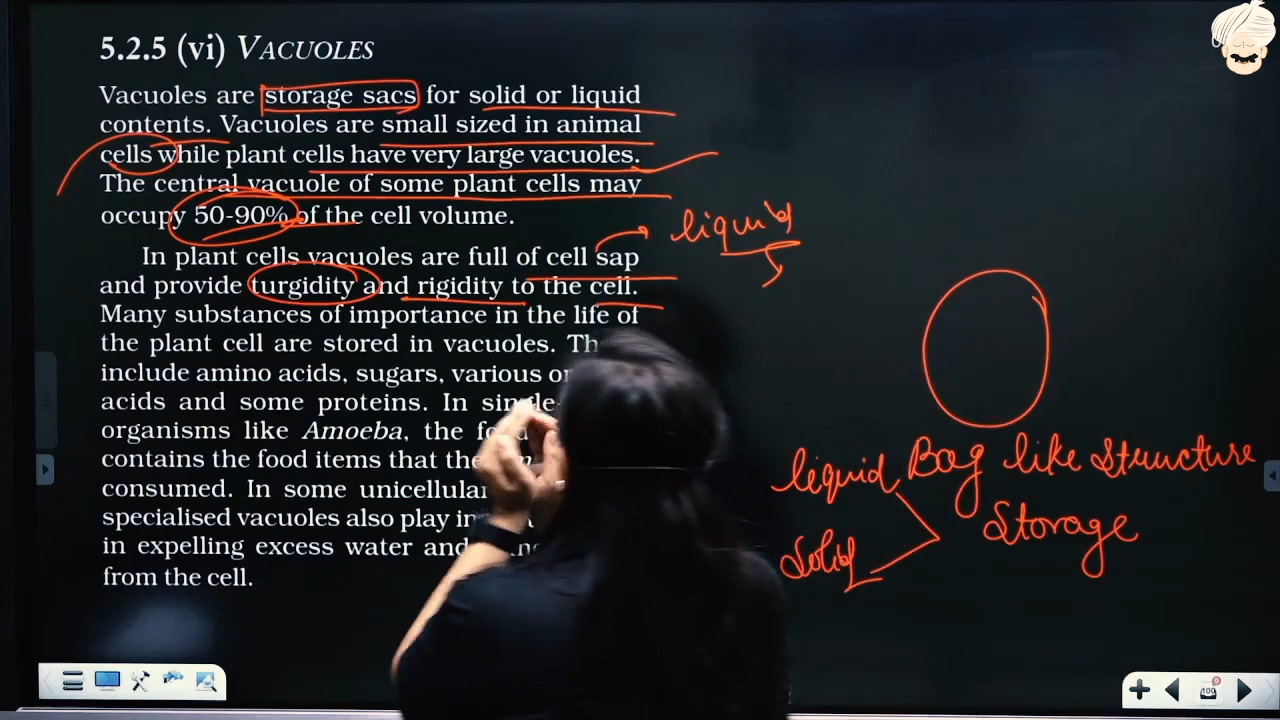 5.2.5 (vi) VACUOLES
Vacuoles are storage sacs for solid or liquid
contents. Vacuoles are small sized in animal
cells while plant cells have very large vacuoles.
The central vacuole of some plant cells may
occupy 50-90% of the cell volume.
In plant cells vacuoles are full of cell sap
and provide turgidity and rigidity to the cell.
Many substances of importance in the life of
the plant cell are stored in vacuoles.
include amino acids, sugars, various
acids and some proteins. In single-
organisms like Amoeba, the
contains the food items that the
consumed. In some unicellular
specialised vacuoles also play
in expelling excess water and
from the cell.
liquid
Bag like structure
Storage
liquid
Solid
100